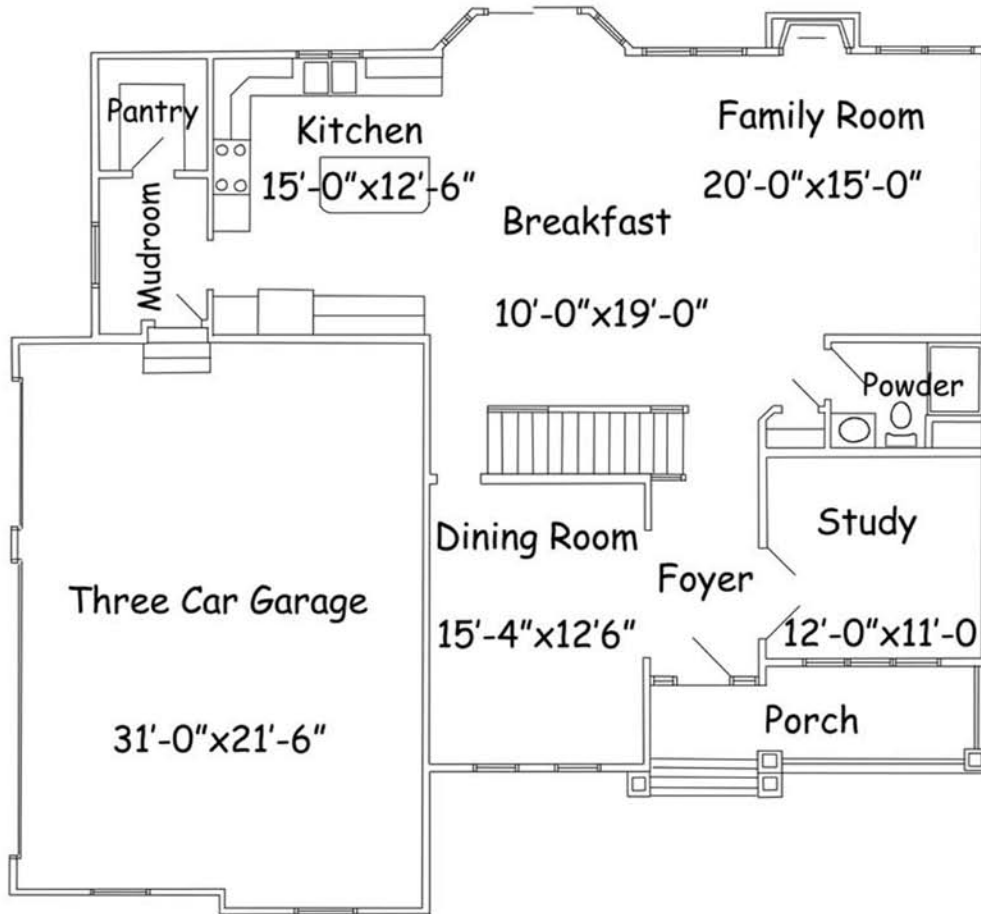 Pantry
Kitchen
15'-0"x12'-6"
Family Room
20'-0"x15'-0"
Mudroom
Breakfast
10'-0"x19'-0"
Powder
Dining Room
15'-4"x12'6"
Foyer
Study
12'-0"x11'-0
Three Car Garage
31'-0"x21'-6"
Porch